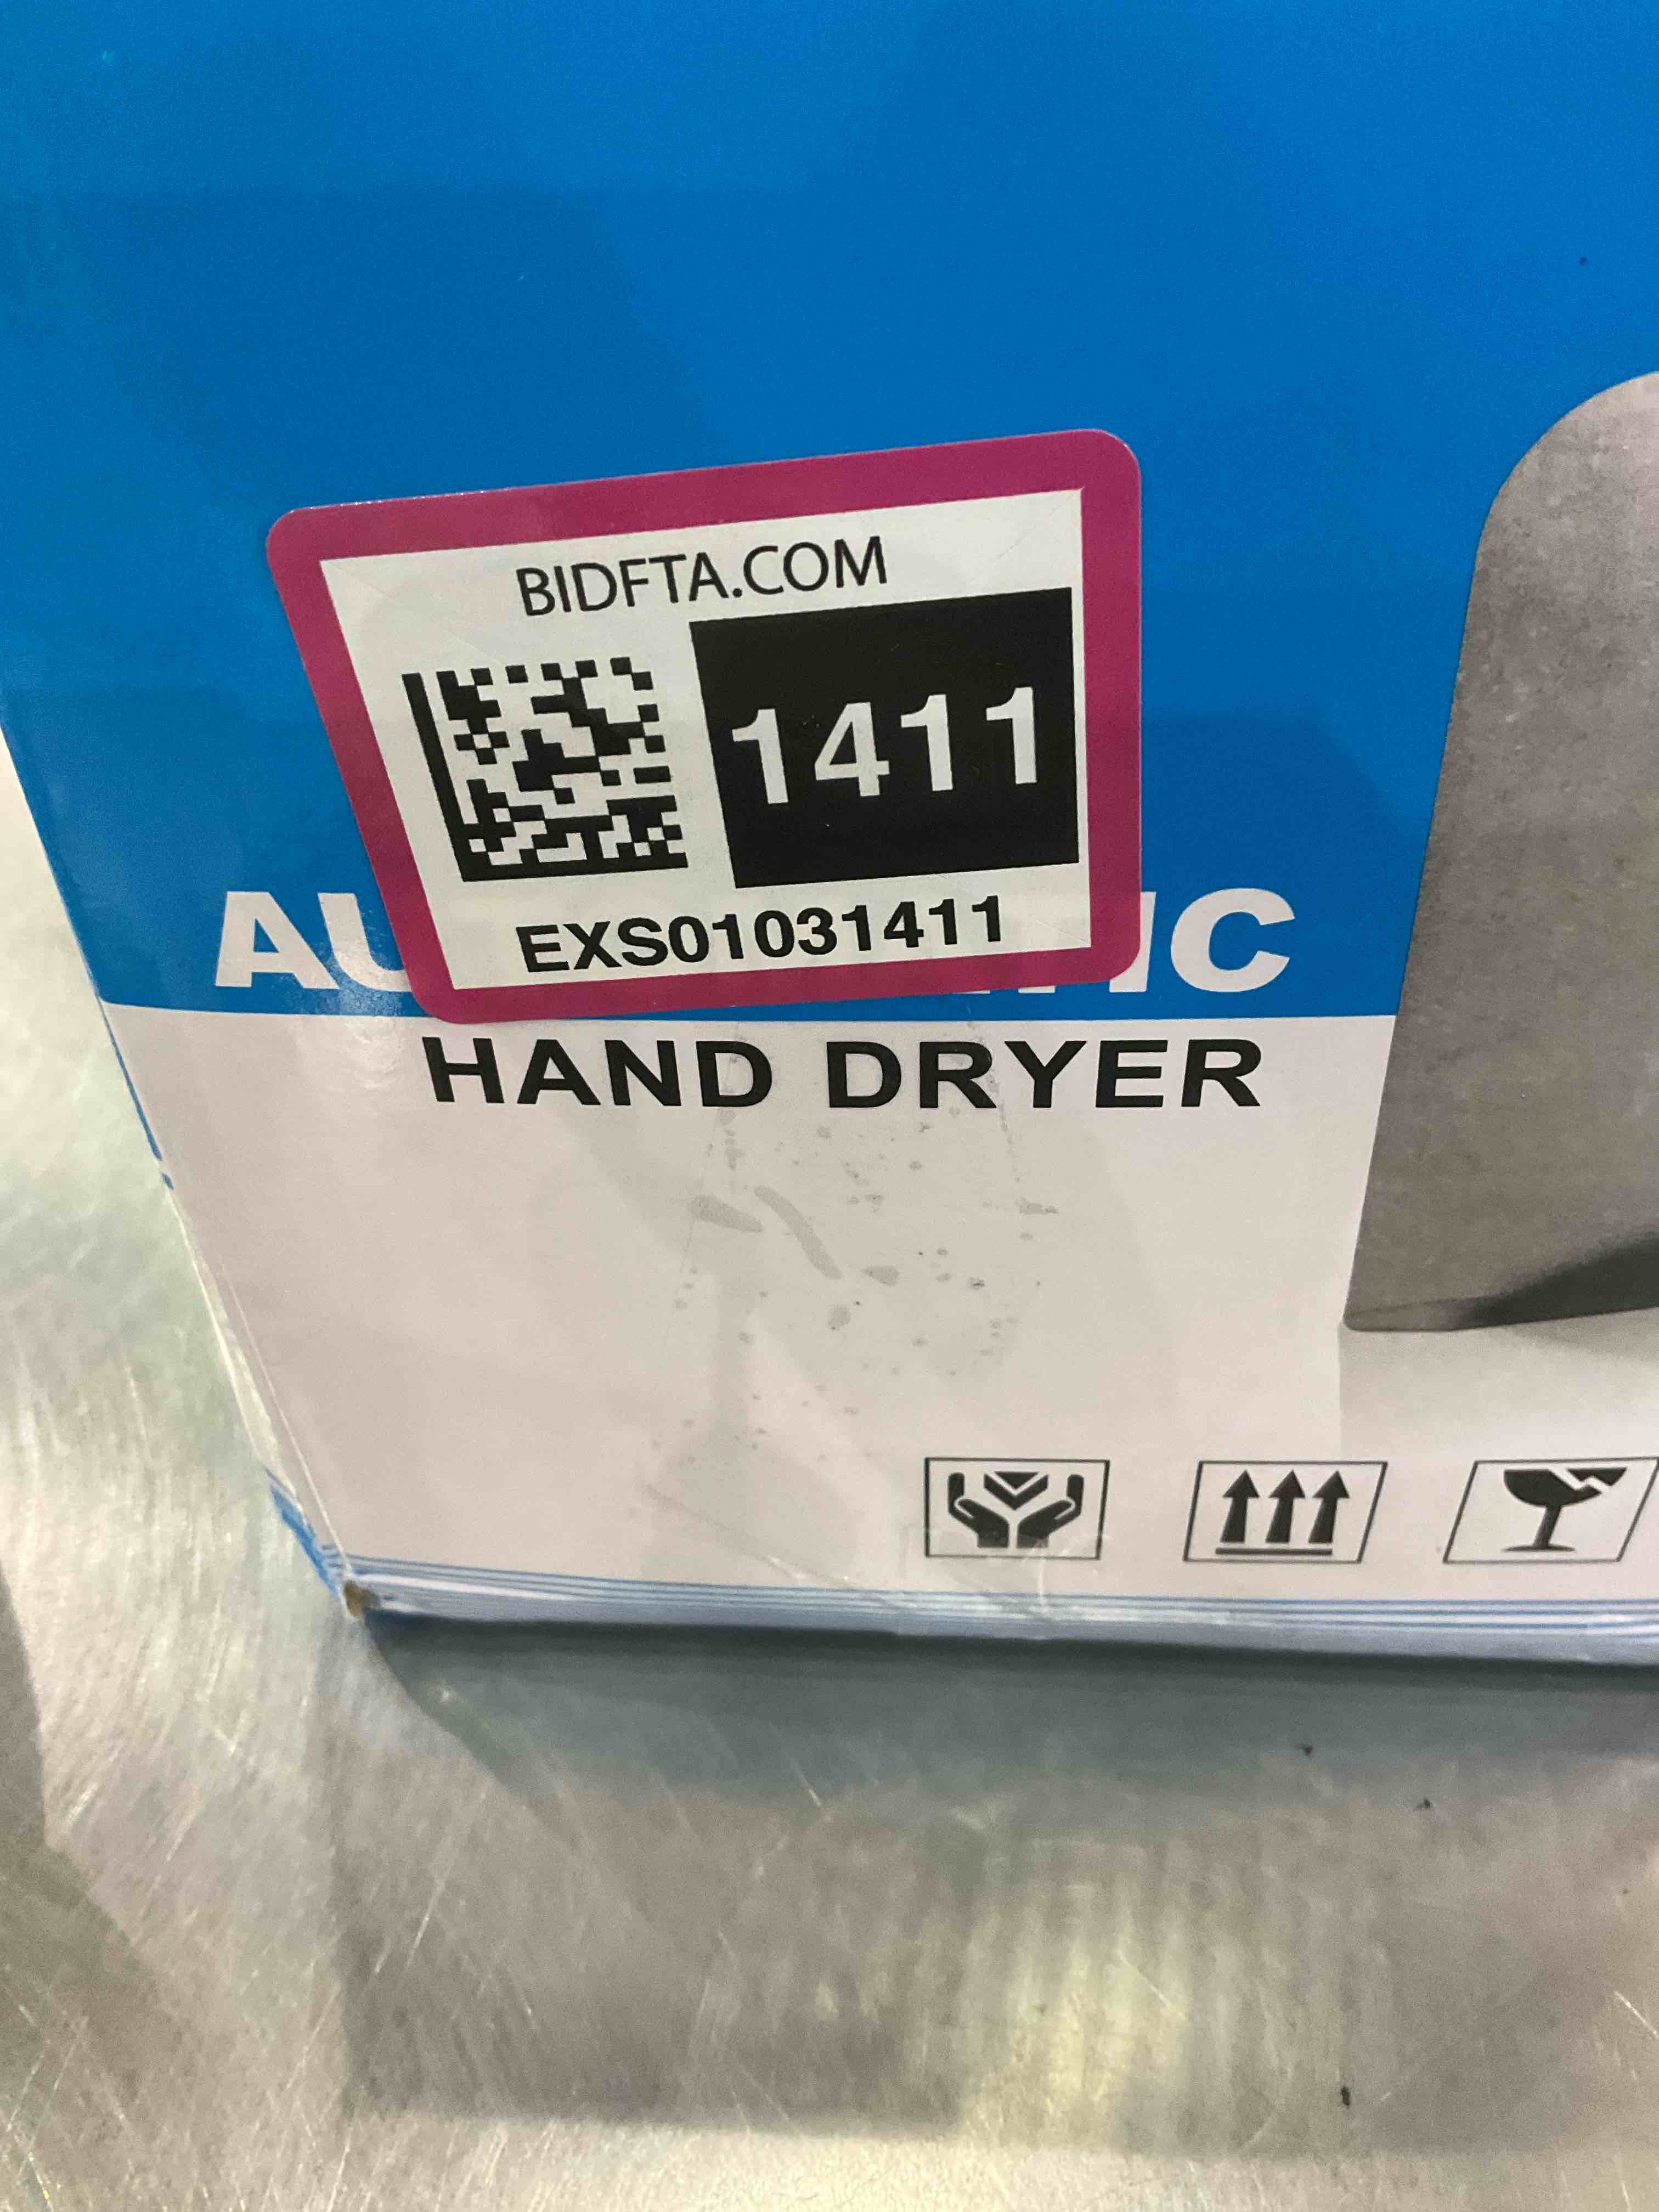 BIDFTA.COM
1411
EXS01031411
HAND DRYER